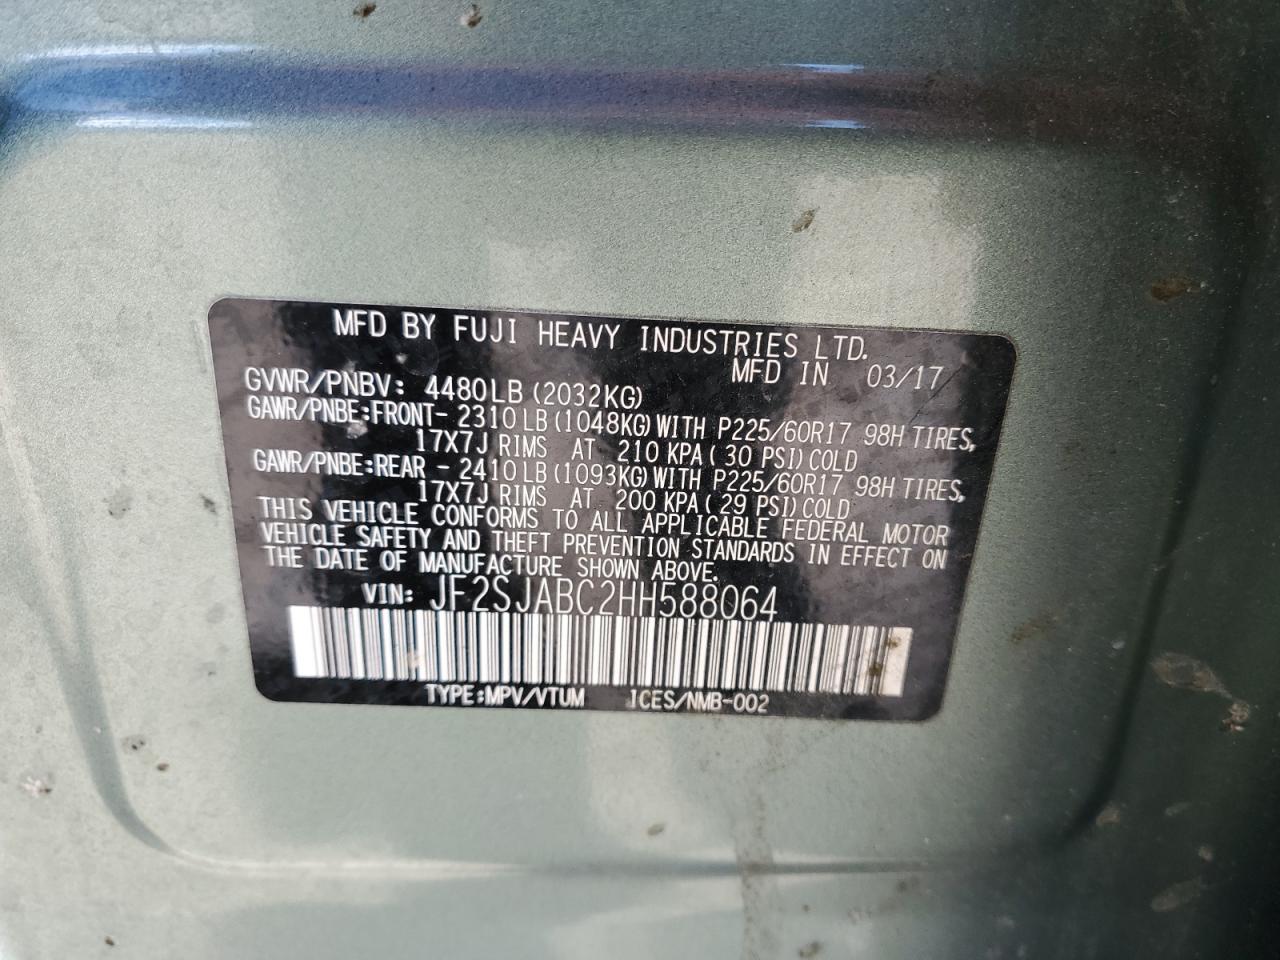 MFD BY FUJI HEAVY INDUSTRIES LTD.
MFD IN 03/17
GVWR/PNBV: 4480LB (2032KG)
GAWR/PNBE:FRONT- 2310LB (1048KG) WITH P225/60R17 98H TIRES,
17X7J RIMS AT 210 KPA ( 30 PSI) COLD
GAWR/PNBE:REAR - 2410LB (1093KG) WITH P225/60R17 98H TIRES,
17X7J RIMS AT 200 KPA ( 29 PSI) COLD
THIS VEHICLE CONFORMS TO ALL APPLICABLE FEDERAL MOTOR
VEHICLE SAFETY AND THEFT PREVENTION STANDARDS IN EFFECT ON
THE DATE OF MANUFACTURE SHOWN ABOVE.
VIN: JF2SJABC2HH588064
TYPE:MPV/VTUM ICES/NMB-002